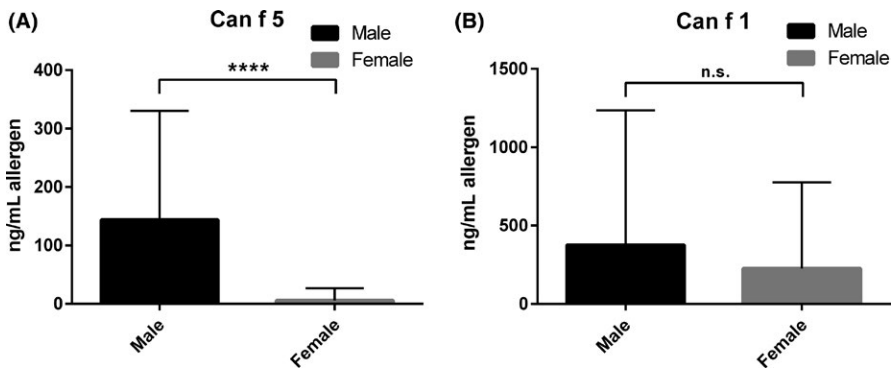 (A)
Can f 5
Male
Female
ng/mL allergen
400
300
200
100
0
****
Male
Female
(B)
Can f 1
Male
Female
ng/mL allergen
1500
1000
500
0
n.s.
Male
Female